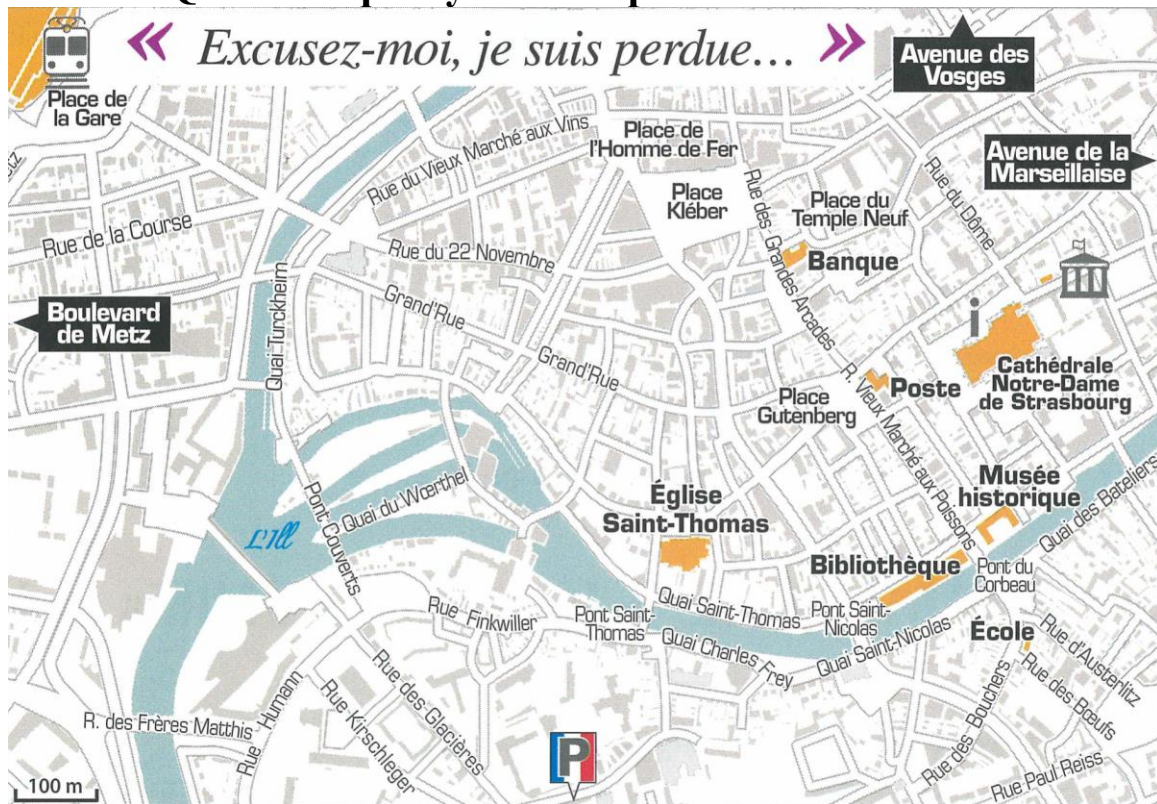 « Excusez-moi, je suis perdue... »
Avenue des
Vosges
Place de
la Gare
Place de
l'Homme de Fer
Avenue de la
Marseillaise
Rue du Vieux Marché aux Vins
Place
Kléber
Rue des Grandes Arcades
Place du
Temple Neuf
Rue du Dôme
Rue de la Course
Rue du 22 Novembre
Banque
Boulevard
de Metz
Quai Turckheim
Grand'Rue
Grand'Rue
i
Cathédrale
Notre-Dame
de Strasbourg
Poste
Place
Gutenberg
R. Vieux Marché aux Poissons
Musée
historique
Quai des Bateliers
Église
Saint-Thomas
Quai du Wœrthel
Pont Couverts
L'Ill
Bibliothèque
Pont du
Corbeau
Rue Finkwiller
Pont Saint-
Thomas
Quai Saint-Thomas
Pont Saint-
Nicolas
Quai Charles Frey
Quai Saint-Nicolas
École
Rue d'Austerlitz
Rue des Bœufs
Rue des Bouchers
R. des Frères Matthis
Rue Humann
Rue Kirschleger
Rue des Glacières
P
Rue Paul Reiss
100 m